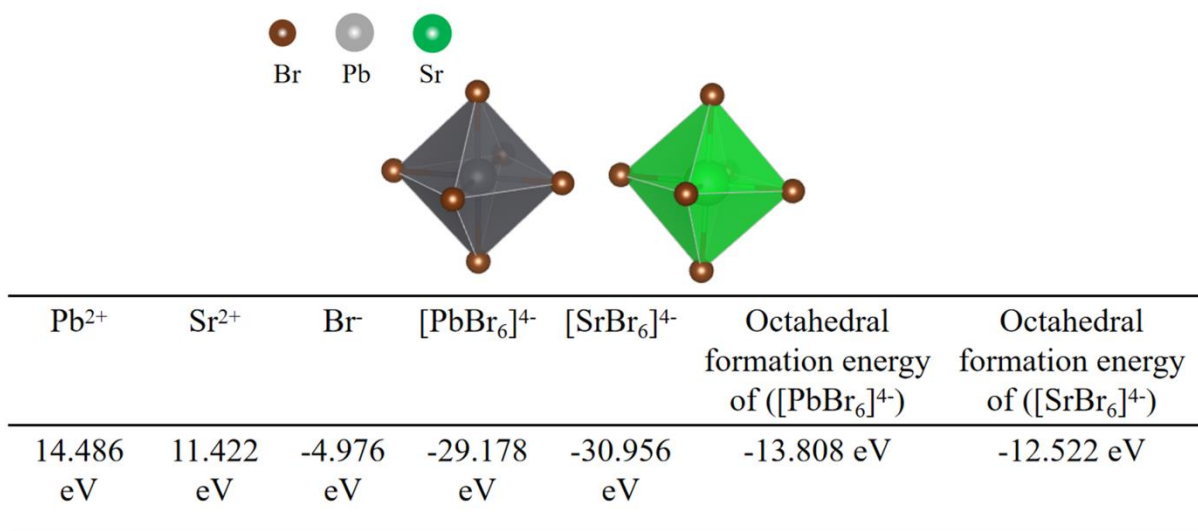 Br Pb Sr
Pb²⁺ Sr²⁺ Br⁻ [PbBr₆]⁴⁻ [SrBr₆]⁴⁻ Octahedral Octahedral
formation energy formation energy
of ([PbBr₆]⁴⁻) of ([SrBr₆]⁴⁻)
14.486 11.422 -4.976 -29.178 -30.956 -13.808 eV -12.522 eV
eV eV eV eV eV